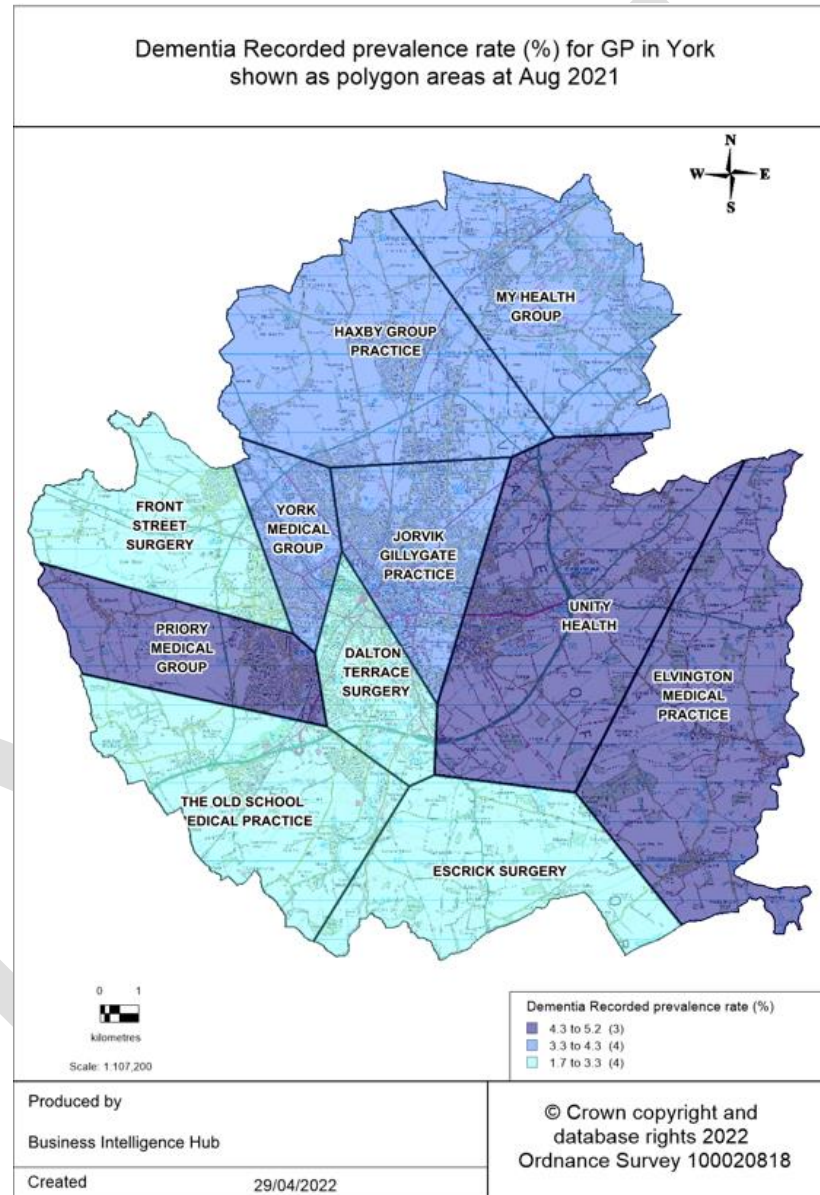 Dementia Recorded prevalence rate (%) for GP in York
shown as polygon areas at Aug 2021
N
W E
S
MY HEALTH
GROUP
HAXBY GROUP
PRACTICE
FRONT
STREET
SURGERY
YORK
MEDICAL
GROUP
JORVIK
GILLYGATE
PRACTICE
UNITY
HEALTH
PRIORY
MEDICAL
GROUP
DALTON
TERRACE
SURGERY
ELVINGTON
MEDICAL
PRACTICE
THE OLD SCHOOL
EDICAL PRACTICE
ESCRICK SURGERY
0 1
kilometres
Scale: 1:107,200
Dementia Recorded prevalence rate (%)
4.3 to 5.2 (3)
3.3 to 4.3 (4)
1.7 to 3.3 (4)
Produced by
Business Intelligence Hub
Created 29/04/2022
© Crown copyright and
database rights 2022
Ordnance Survey 100020818